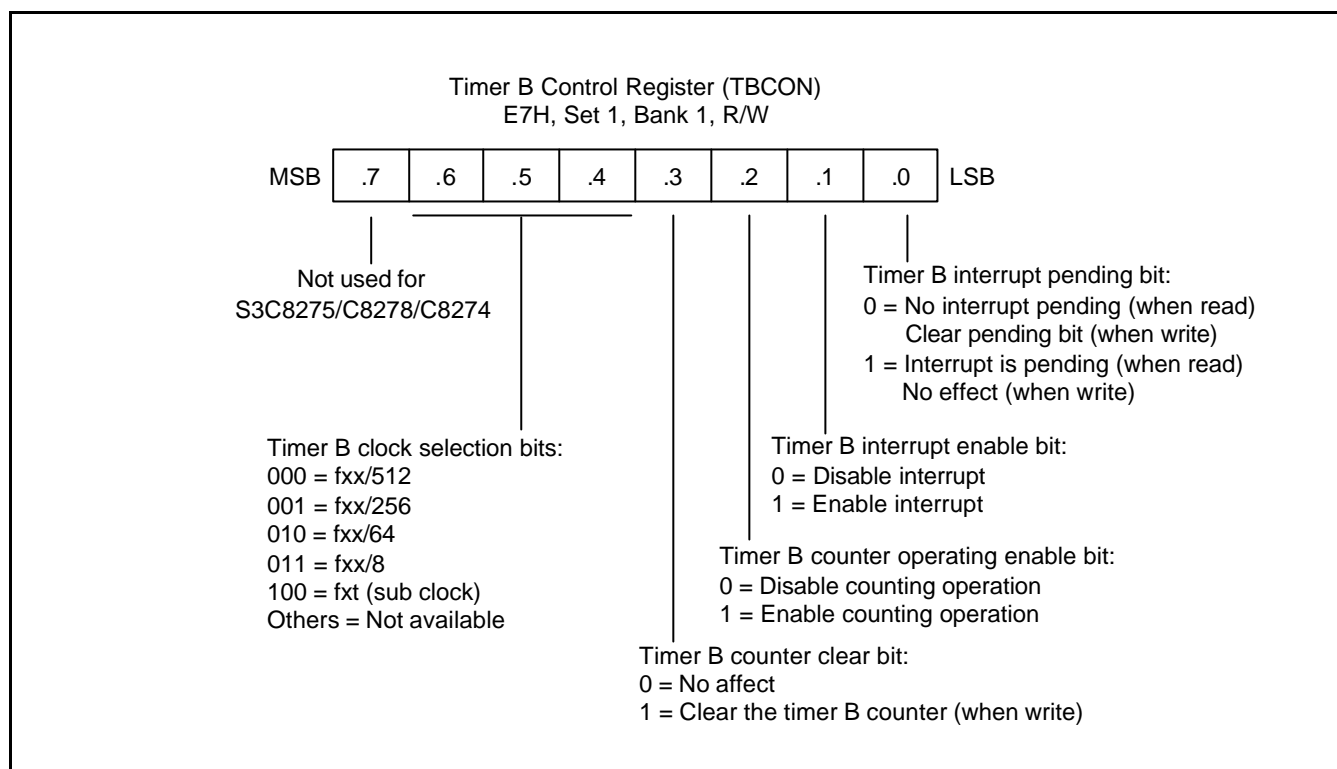 Timer B Control Register (TBCON)
E7H, Set 1, Bank 1, R/W
MSB .7 .6 .5 .4 .3 .2 .1 .0 LSB
Not used for
S3C8275/C8278/C8274
Timer B interrupt pending bit:
0 = No interrupt pending (when read)
Clear pending bit (when write)
1 = Interrupt is pending (when read)
No effect (when write)
Timer B clock selection bits:
000 = fxx/512
001 = fxx/256
010 = fxx/64
011 = fxx/8
100 = fxt (sub clock)
Others = Not available
Timer B interrupt enable bit:
0 = Disable interrupt
1 = Enable interrupt
Timer B counter operating enable bit:
0 = Disable counting operation
1 = Enable counting operation
Timer B counter clear bit:
0 = No affect
1 = Clear the timer B counter (when write)